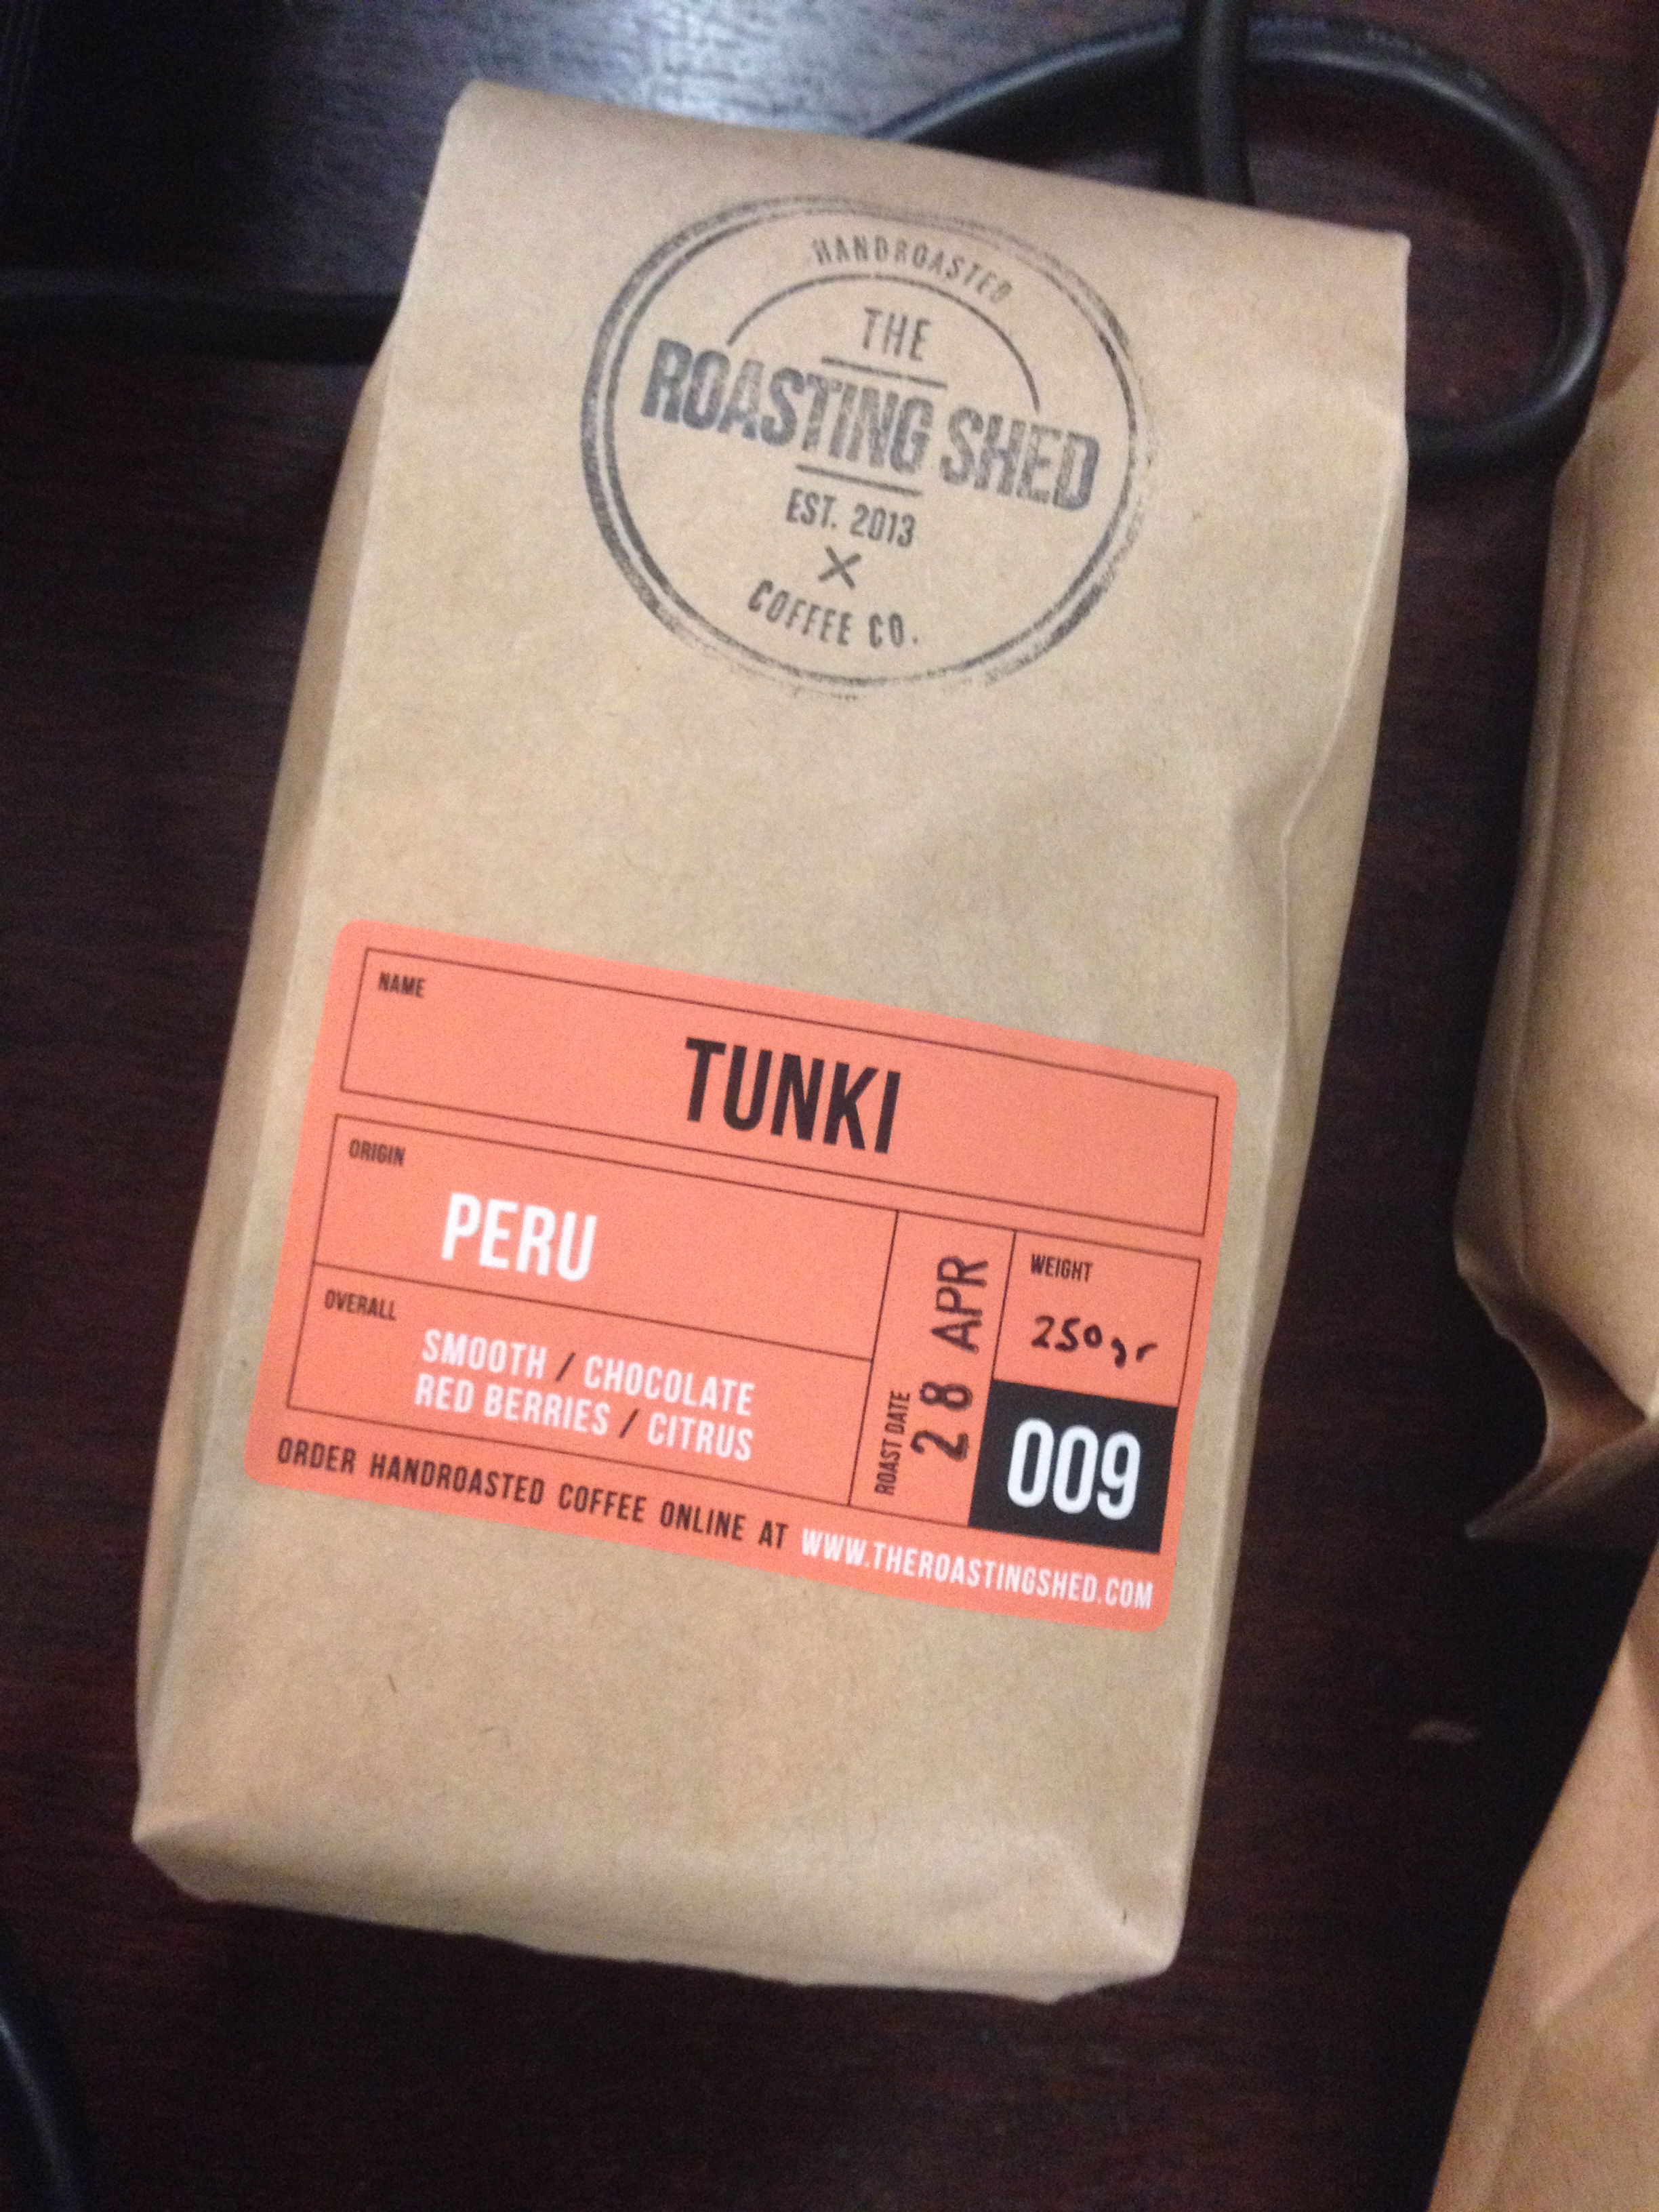 HANDROASTED
THE
ROASTING SHED
EST. 2013
X
COFFEE CO.
NAME
TUNKI
ORIGIN
PERU
OVERALL
SMOOTH / CHOCOLATE
RED BERRIES / CITRUS
ROAST DATE
28 APR
WEIGHT
250gr
009
ORDER HANDROASTED COFFEE ONLINE AT WWW.THEROASTINGSHED.COM